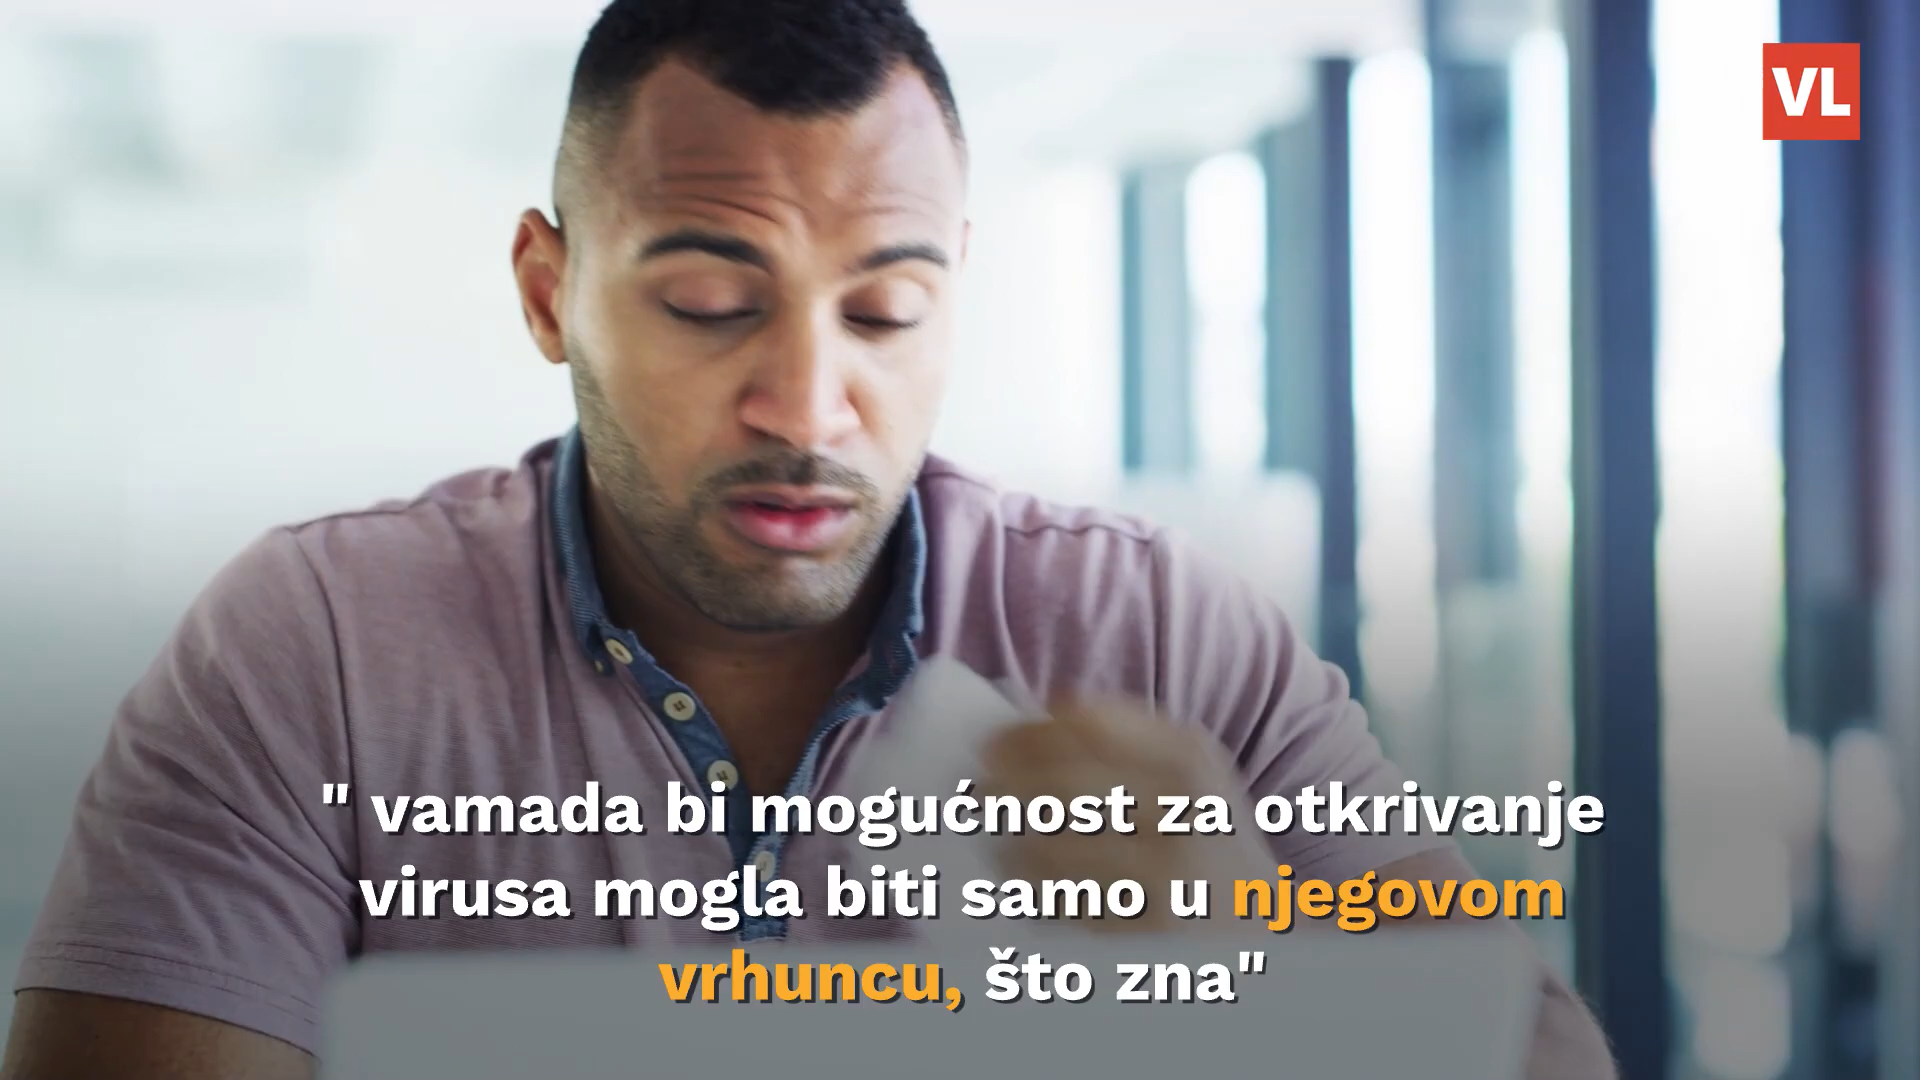 VL
" vamada bi mogućnost za otkrivanje
virusa mogla biti samo u njegovom
vrhuncu, što zna"